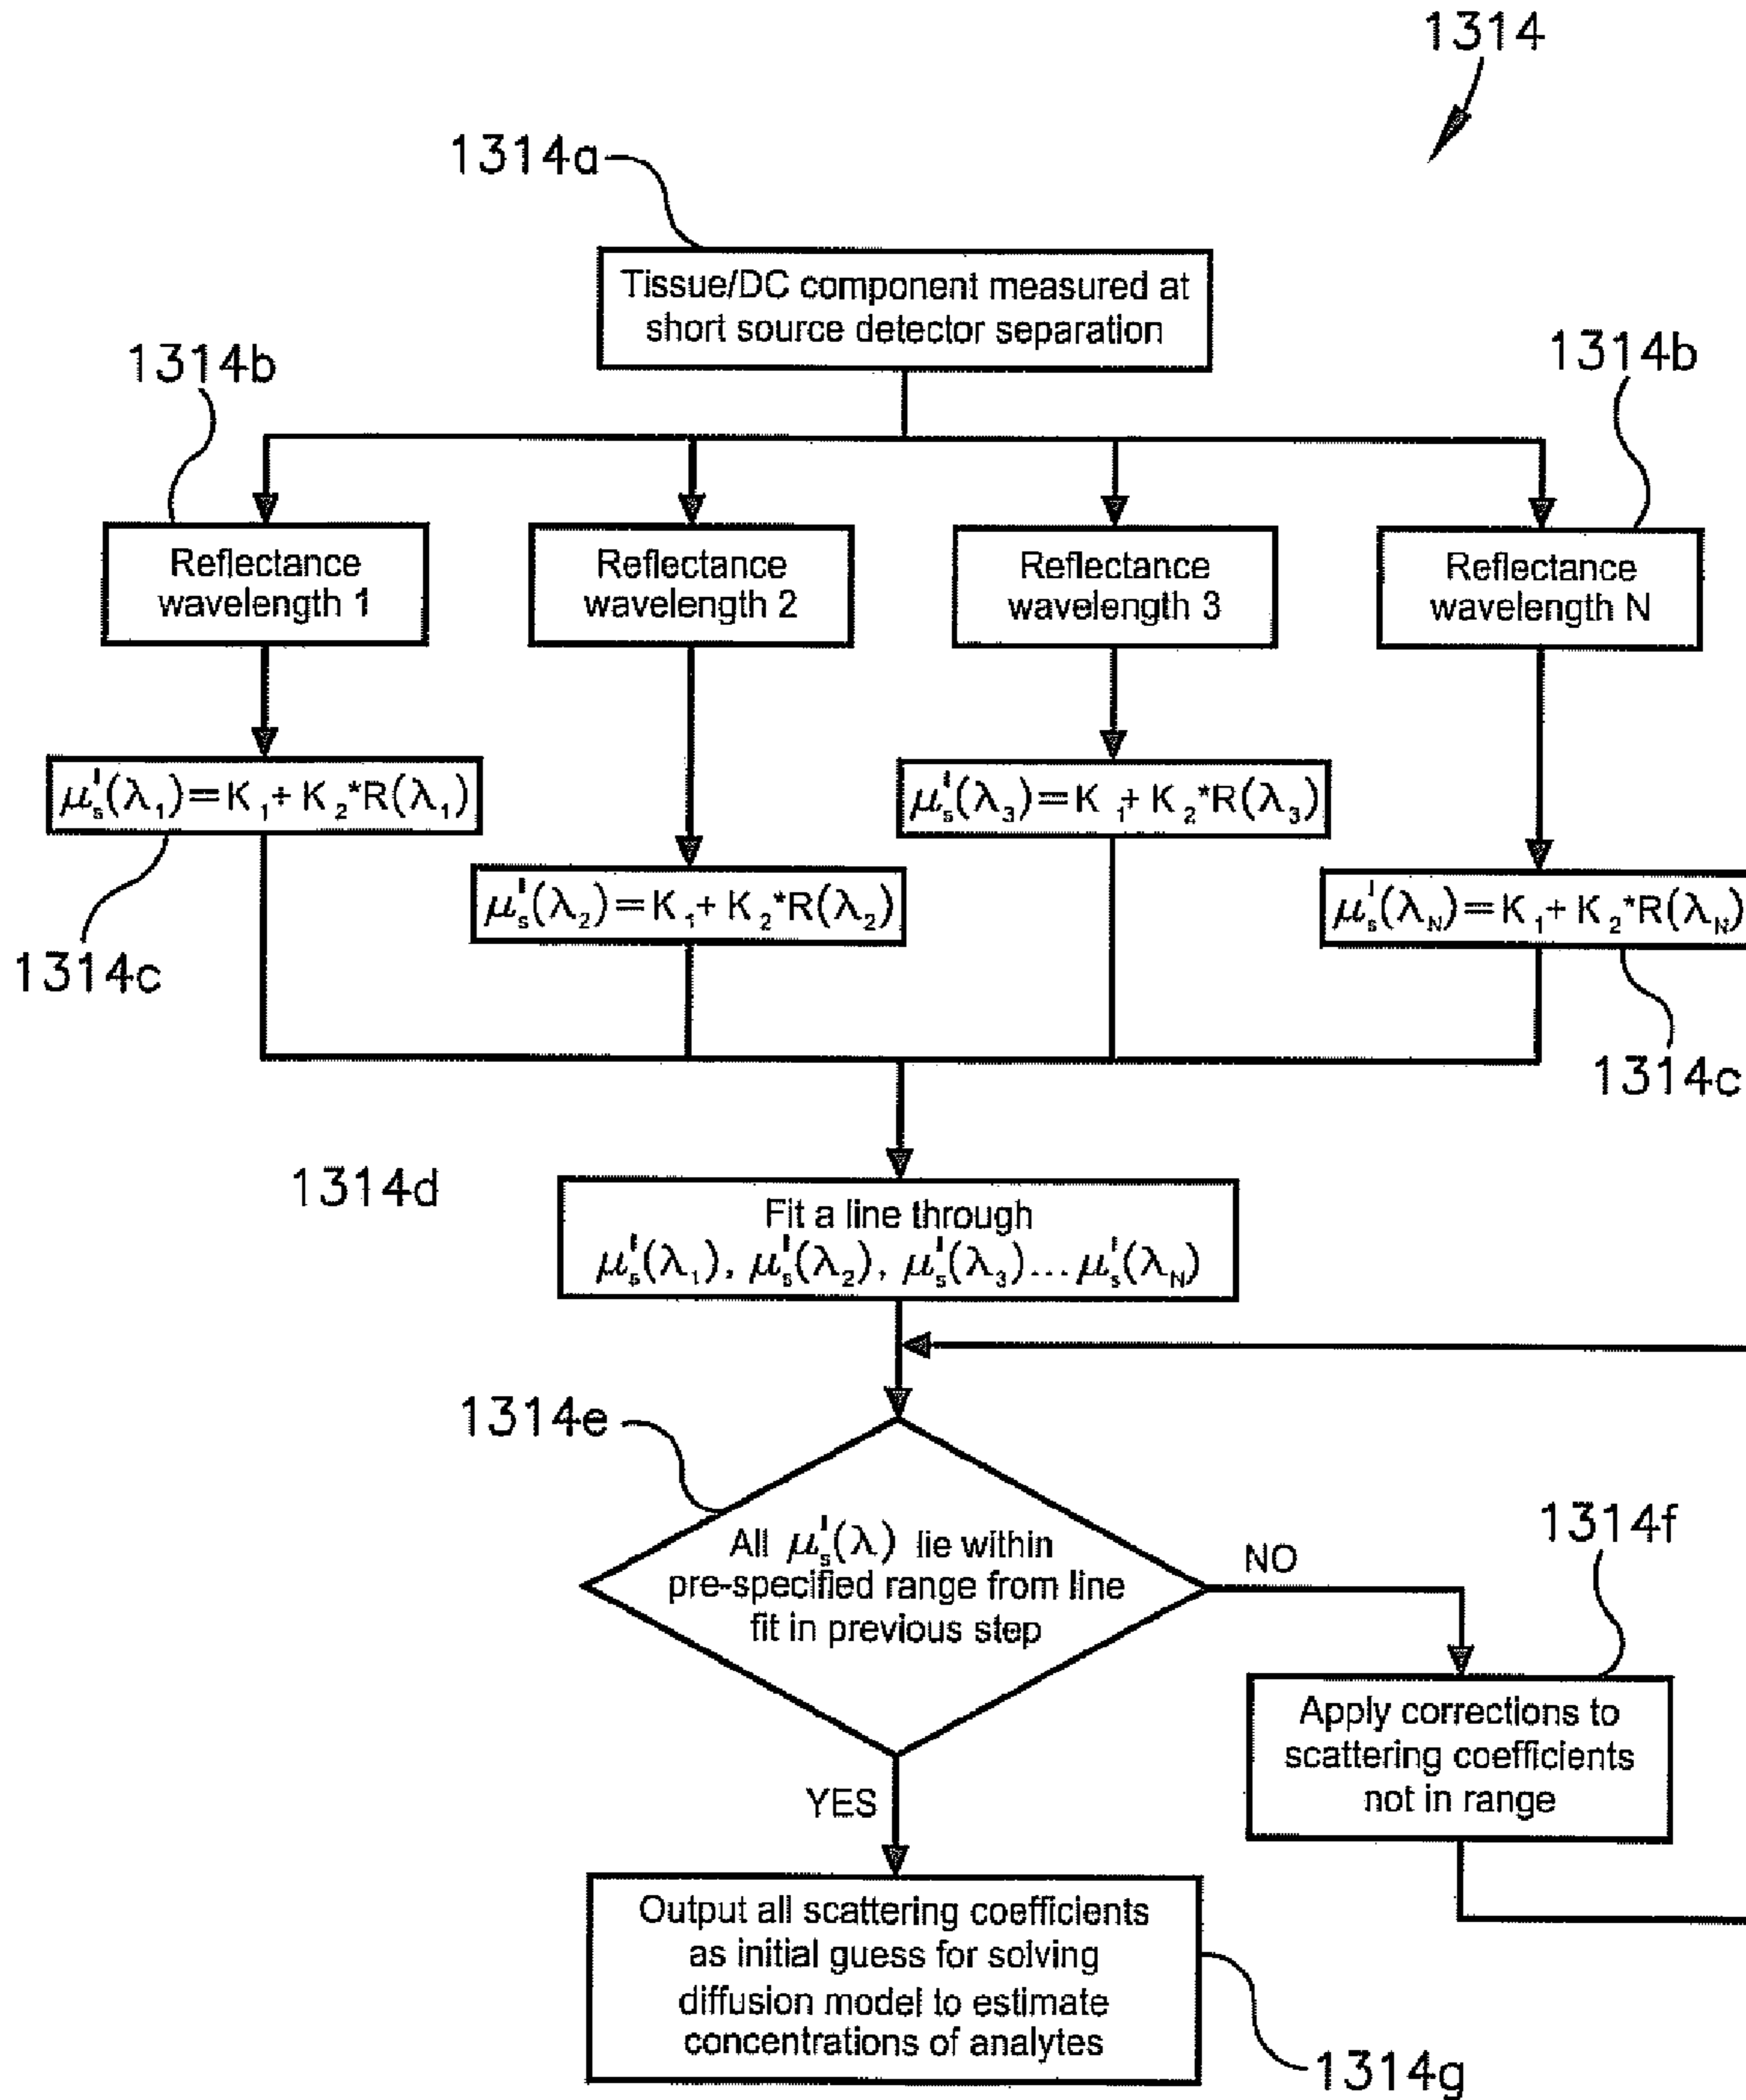 1314
1314a
Tissue/DC component measured at
short source detector separation
1314b
1314b
Reflectance
wavelength 1
Reflectance
wavelength 2
Reflectance
wavelength 3
Reflectance
wavelength N
μ's(λ1)=K1+ K2*R(λ1)
μ's(λ3)=K1+ K2*R(λ3)
μ's(λ2)=K1+ K2*R(λ2)
μ's(λN)=K1+ K2*R(λN)
1314c
1314c
1314d
Fit a line through
μ's(λ1), μ's(λ2), μ's(λ3)... μ's(λN)
1314e
All μ's(λ) lie within
pre-specified range from line
fit in previous step
NO
1314f
Apply corrections to
scattering coefficients
not in range
YES
Output all scattering coefficients
as initial guess for solving
diffusion model to estimate
concentrations of analytes
1314g